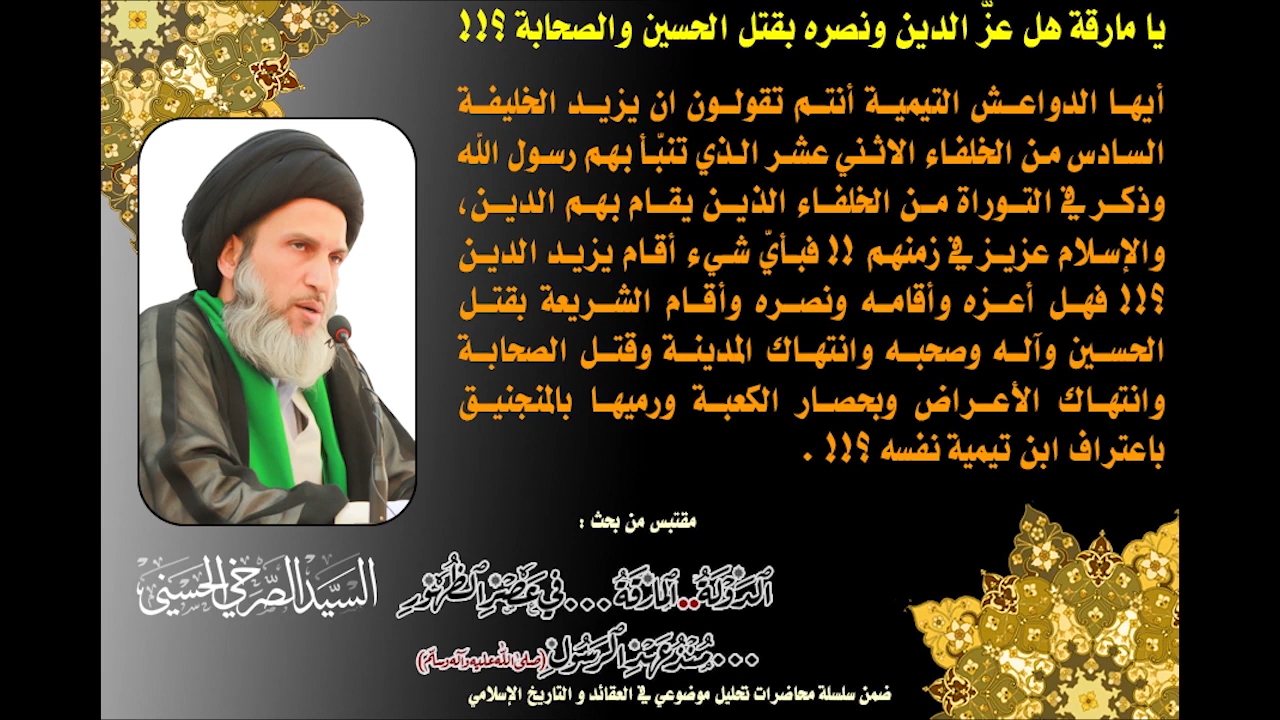 يا مارقة هل عزّ الدين ونصره بقتل الحسين والصحابة ؟!!
أيها الدواعش التيمية أنتم تقولون ان يزيد الخليفة
السادس من الخلفاء الاثني عشر الذي تنبّأ بهم رسول الله
وذكر في التوراة من الخلفاء الذين يقام بهم الدين،
والإسلام عزيز في زمنهم !! فبأيّ شيء أقام يزيد الدين
؟!! فهل أعزه وأقامه ونصره وأقام الشريعة بقتل
الحسين وآله وصحبه وانتهاك المدينة وقتل الصحابة
وانتهاك الأعراض وبحصار الكعبة ورميها بالمنجنيق
باعتراف ابن تيمية نفسه ؟!! .
مقتبس من بحث :
الدولة..المارقة...في عصر الظهور
...منذ عهد الرسول (صلى الله عليه وآله وسلم)
ضمن سلسلة محاضرات تحليل موضوعي في العقائد و التاريخ الإسلامي
السيد الصرخي الحسني